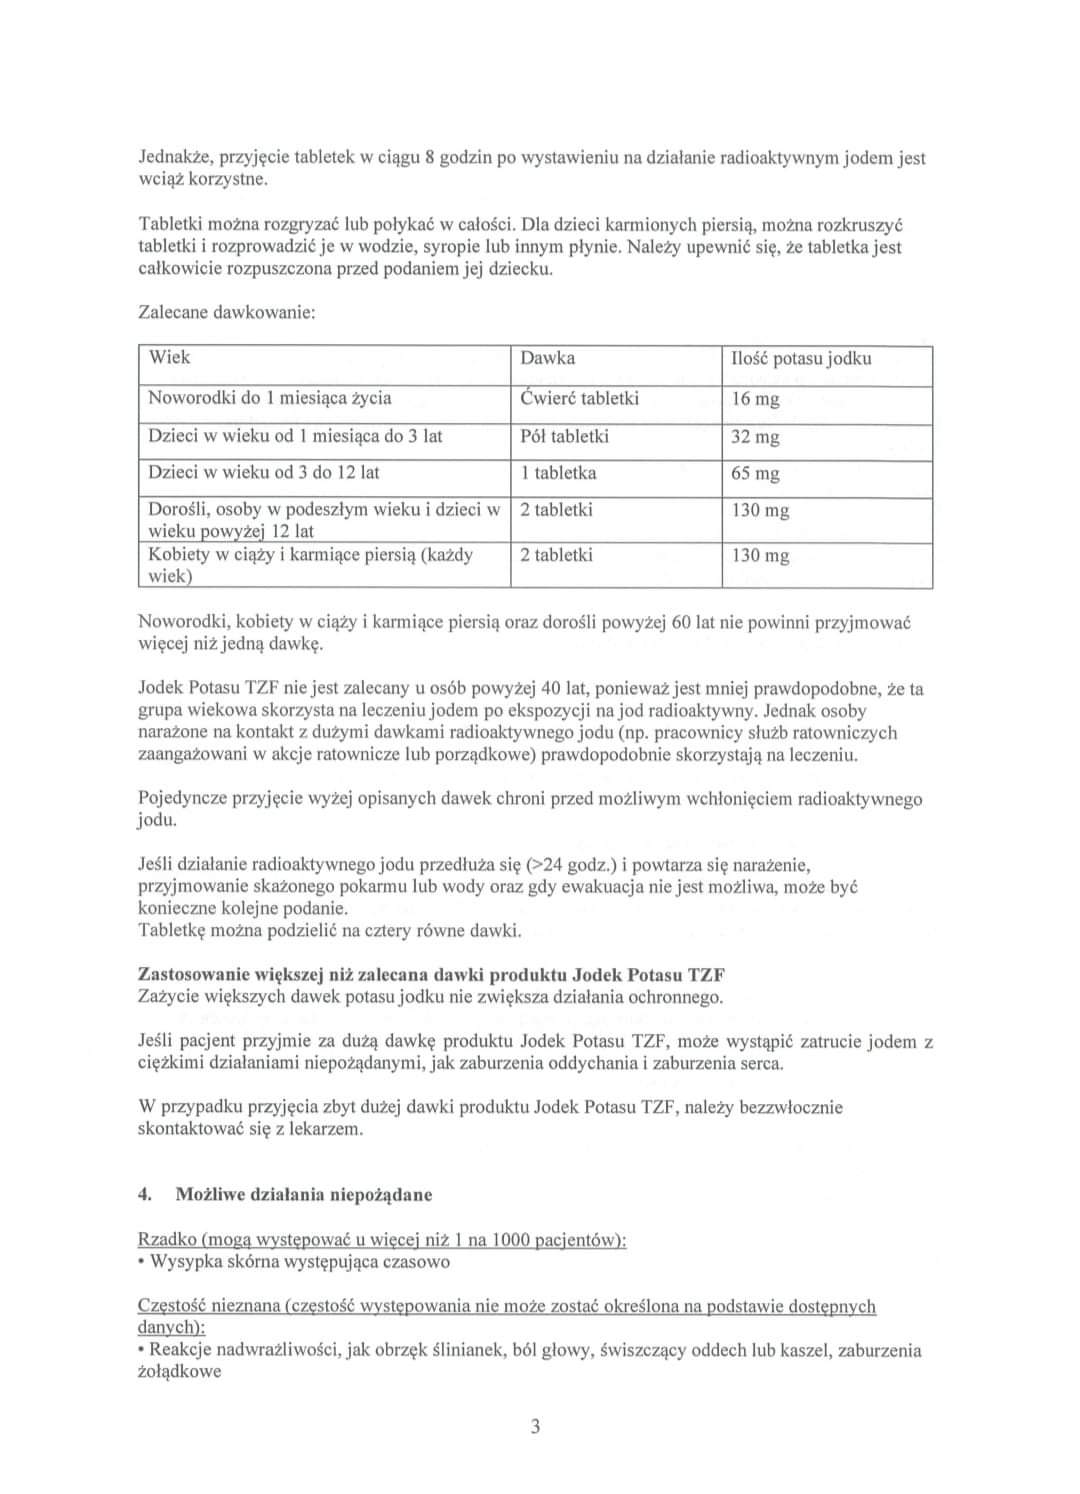 Jednakże, przyjęcie tabletek w ciągu 8 godzin po wystawieniu na działanie radioaktywnym jodem jest
wciąż korzystne.
Tabletki można rozgryzać lub połykać w całości. Dla dzieci karmionych piersią, można rozkruszyć
tabletki i rozprowadzić je w wodzie, syropie lub innym płynie. Należy upewnić się, że tabletka jest
całkowicie rozpuszczona przed podaniem jej dziecku.
Zalecane dawkowanie:
Wiek Dawka Ilość potasu jodku
Noworodki do 1 miesiąca życia Ćwierć tabletki 16 mg
Dzieci w wieku od 1 miesiąca do 3 lat Pół tabletki 32 mg
Dzieci w wieku od 3 do 12 lat 1 tabletka 65 mg
Dorośli, osoby w podeszłym wieku i dzieci w 2 tabletki 130 mg
wieku powyżej 12 lat
Kobiety w ciąży i karmiące piersią (każdy 2 tabletki 130 mg
wiek)
Noworodki, kobiety w ciąży i karmiące piersią oraz dorośli powyżej 60 lat nie powinni przyjmować
więcej niż jedną dawkę.
Jodek Potasu TZF nie jest zalecany u osób powyżej 40 lat, ponieważ jest mniej prawdopodobne, że ta
grupa wiekowa skorzysta na leczeniu jodem po ekspozycji na jod radioaktywny. Jednak osoby
narażone na kontakt z dużymi dawkami radioaktywnego jodu (np. pracownicy służb ratowniczych
zaangażowani w akcje ratownicze lub porządkowe) prawdopodobnie skorzystają na leczeniu.
Pojedyncze przyjęcie wyżej opisanych dawek chroni przed możliwym wchłonięciem radioaktywnego
jodu.
Jeśli działanie radioaktywnego jodu przedłuża się (>24 godz.) i powtarza się narażenie,
przyjmowanie skażonego pokarmu lub wody oraz gdy ewakuacja nie jest możliwa, może być
konieczne kolejne podanie.
Tabletkę można podzielić na cztery równe dawki.
Zastosowanie większej niż zalecana dawki produktu Jodek Potasu TZF
Zażycie większych dawek potasu jodku nie zwiększa działania ochronnego.
Jeśli pacjent przyjmie za dużą dawkę produktu Jodek Potasu TZF, może wystąpić zatrucie jodem z
ciężkimi działaniami niepożądanymi, jak zaburzenia oddychania i zaburzenia serca.
W przypadku przyjęcia zbyt dużej dawki produktu Jodek Potasu TZF, należy bezzwłocznie
skontaktować się z lekarzem.
4. Możliwe działania niepożądane
Rzadko (mogą występować u więcej niż 1 na 1000 pacjentów):
• Wysypka skórna występująca czasowo
Częstość nieznana (częstość występowania nie może zostać określona na podstawie dostępnych
danych):
• Reakcje nadwrażliwości, jak obrzęk ślinianek, ból głowy, świszczący oddech lub kaszel, zaburzenia
żołądkowe
3